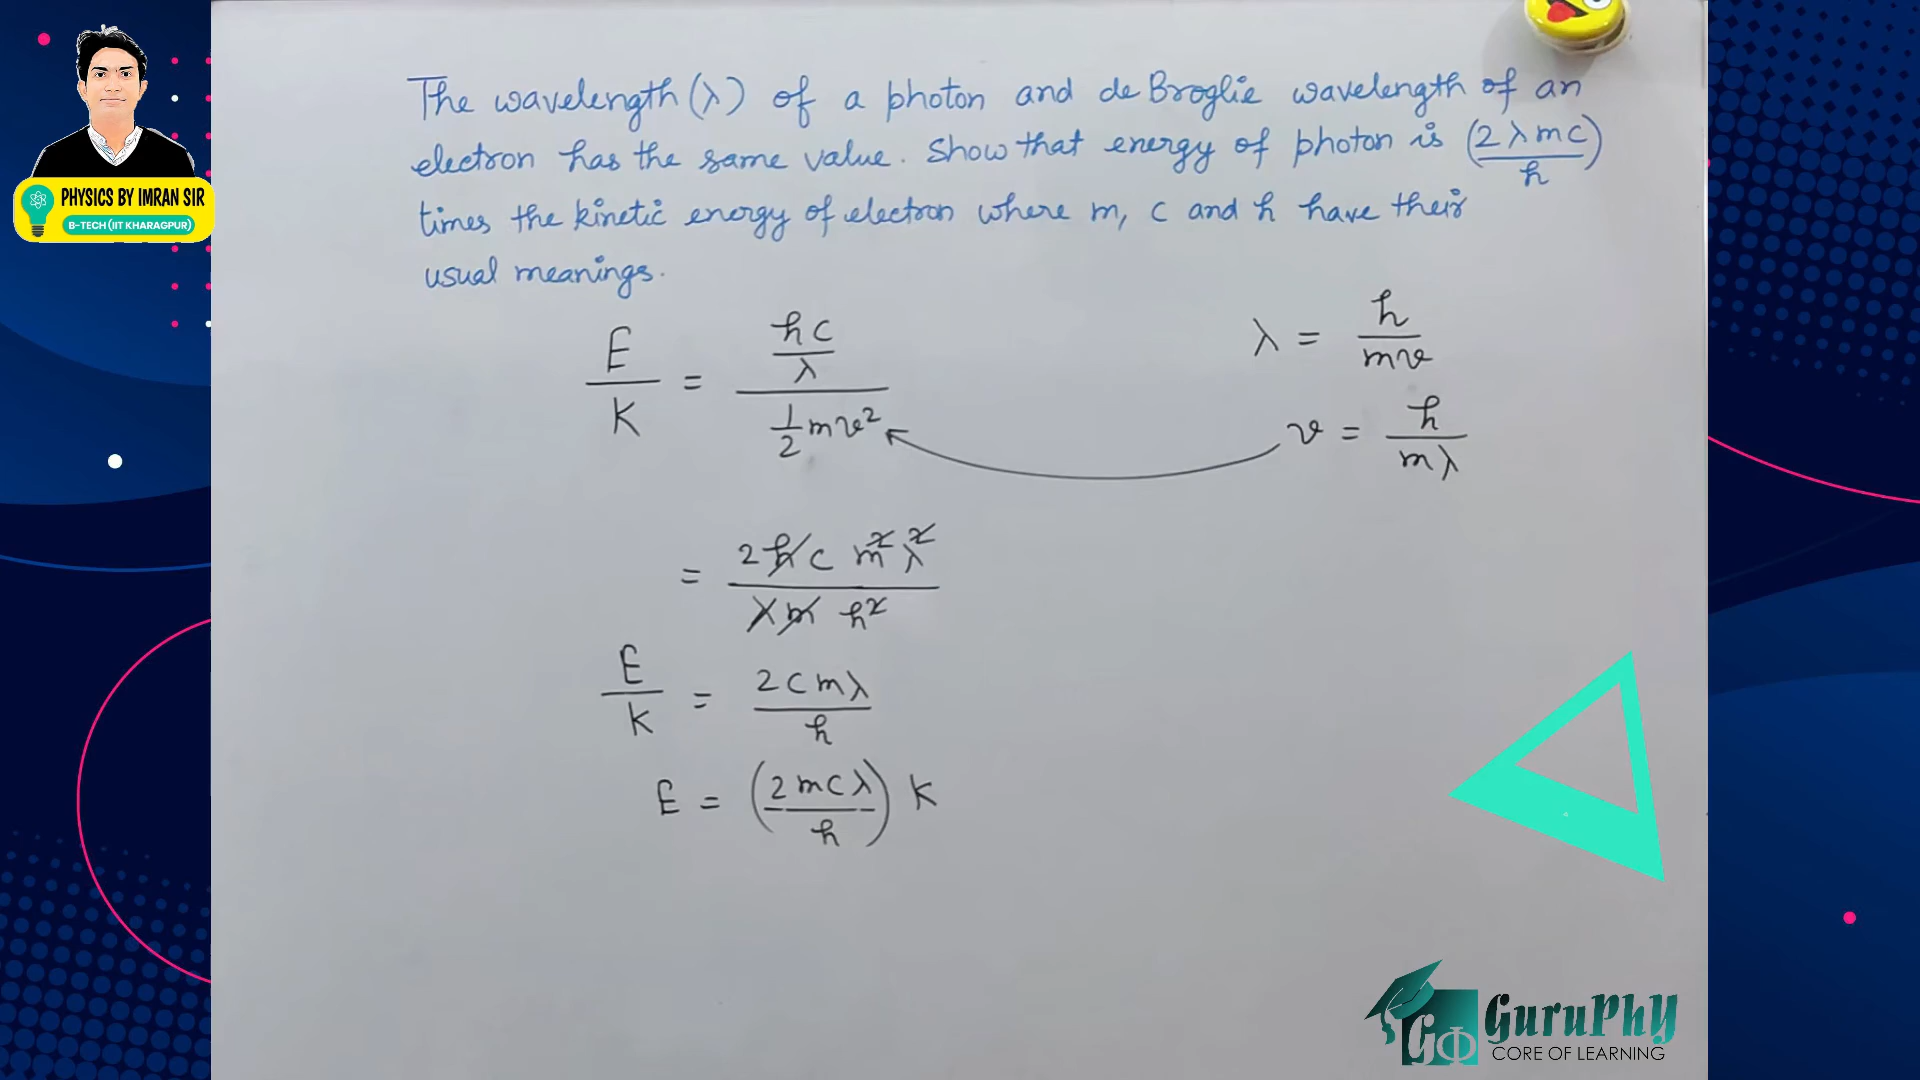 PHYSICS BY IMRAN SIR
B-TECH (IIT KHARAGPUR)
The wavelength (λ) of a photon and de Broglie wavelength of an
electron has the same value. Show that energy of photon is (2λmc/h)
times the kinetic energy of electron where m, c and h have their
usual meanings.
E/K = (hc/λ)/(1/2 mv²)
λ = h/mv
v = h/mλ
= 2hc m²λ²/λm h²
E/K = 2cmλ/h
E = (2mcλ/h) K
GΦ
GuruPhy
CORE OF LEARNING